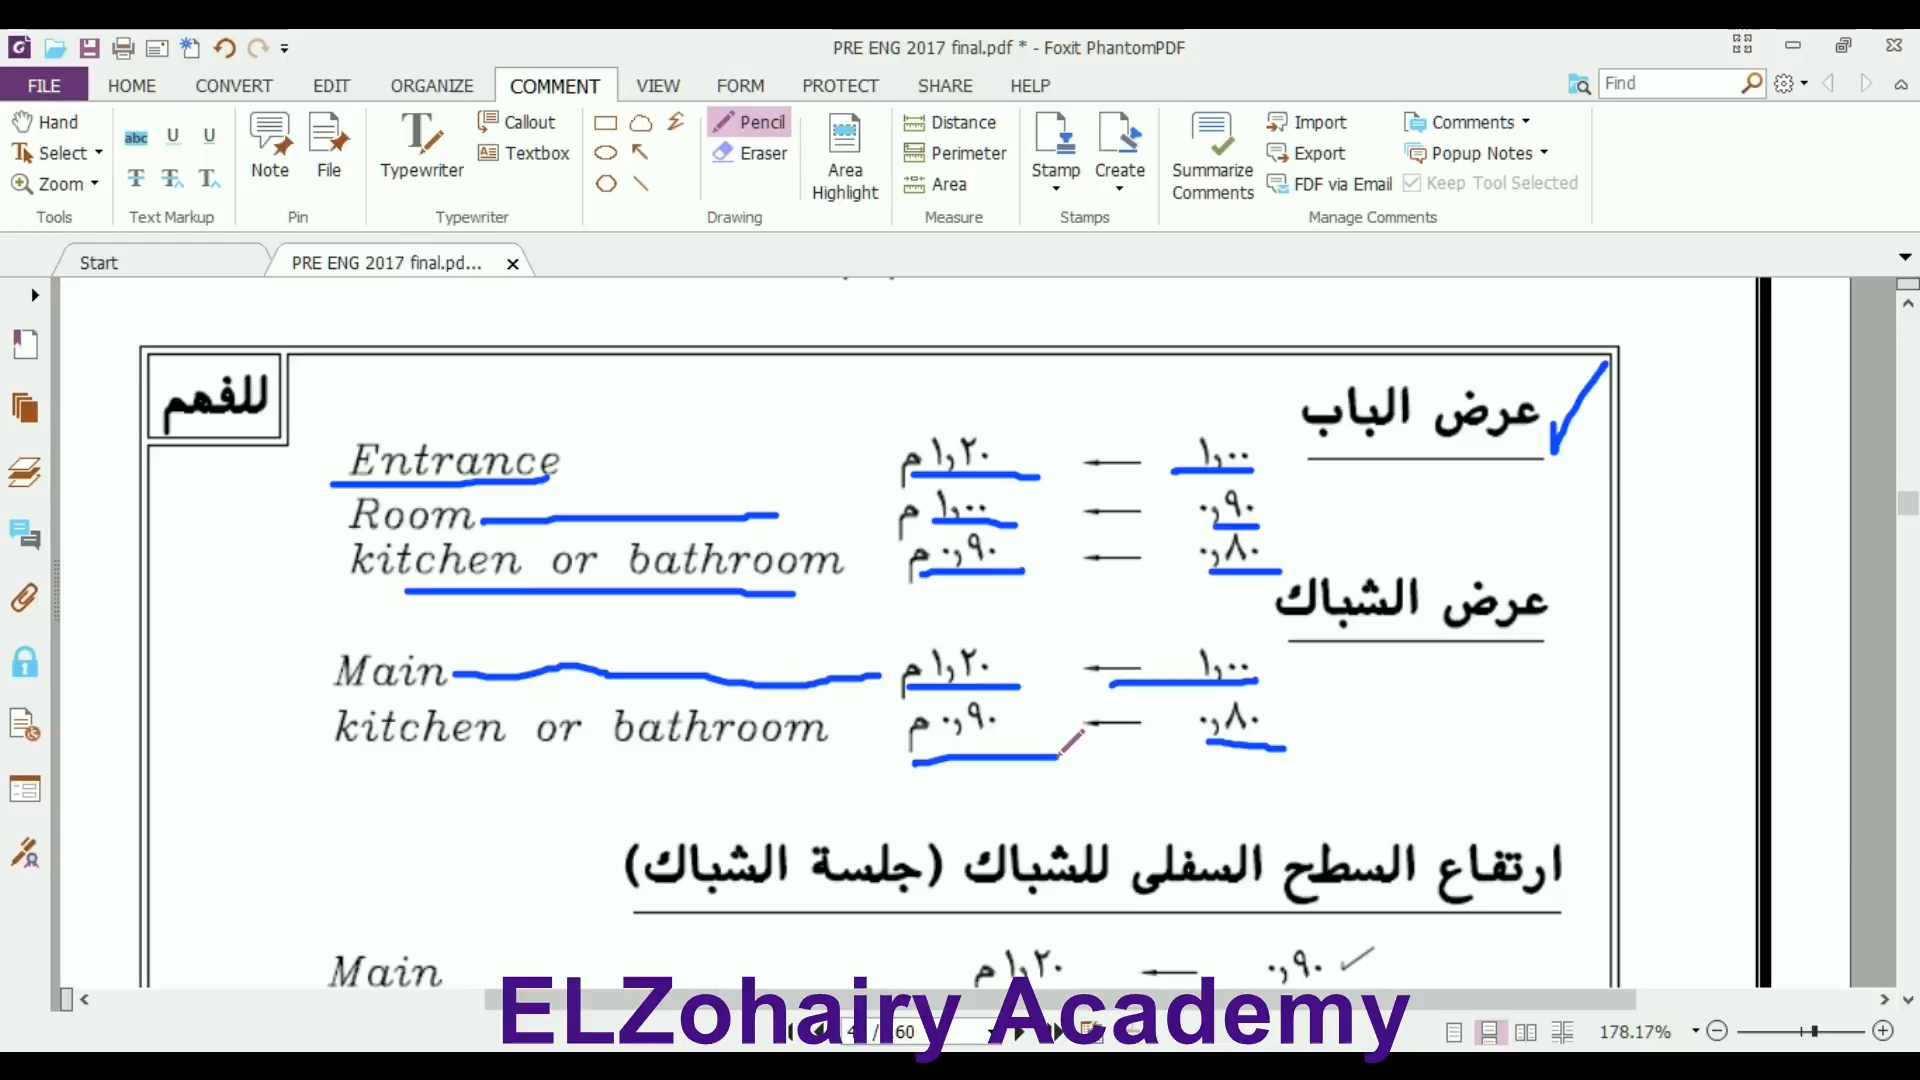 PRE ENG 2017 final.pdf * - Foxit PhantomPDF
FILE HOME CONVERT EDIT ORGANIZE COMMENT VIEW FORM PROTECT SHARE HELP Find
Hand
Select
Zoom
Tools
abc U U
Text Markup
Note File
Pin
Typewriter
Callout
Textbox
Typewriter
Pencil
Eraser
Drawing
Area
Highlight
Distance
Perimeter
Area
Measure
Stamp Create
Stamps
Summarize
Comments
Import
Export
FDF via Email
Comments
Popup Notes
Keep Tool Selected
Manage Comments
Start PRE ENG 2017 final.pd...
للفهم
عرض الباب
Entrance ١,٠٠ ← ١,٢٠ م
Room ٠,٩٠ ← ١,٠٠ م
kitchen or bathroom ٠,٨٠ ← ٠,٩٠ م
عرض الشباك
Main ١,٠٠ ← ١,٢٠ م
kitchen or bathroom ٠,٨٠ ← ٠,٩٠ م
ارتفاع السطح السفلى للشباك (جلسة الشباك)
Main ٠,٩٠ ← ١,٢٠ م
ELZohairy Academy
/ 60
178.17%